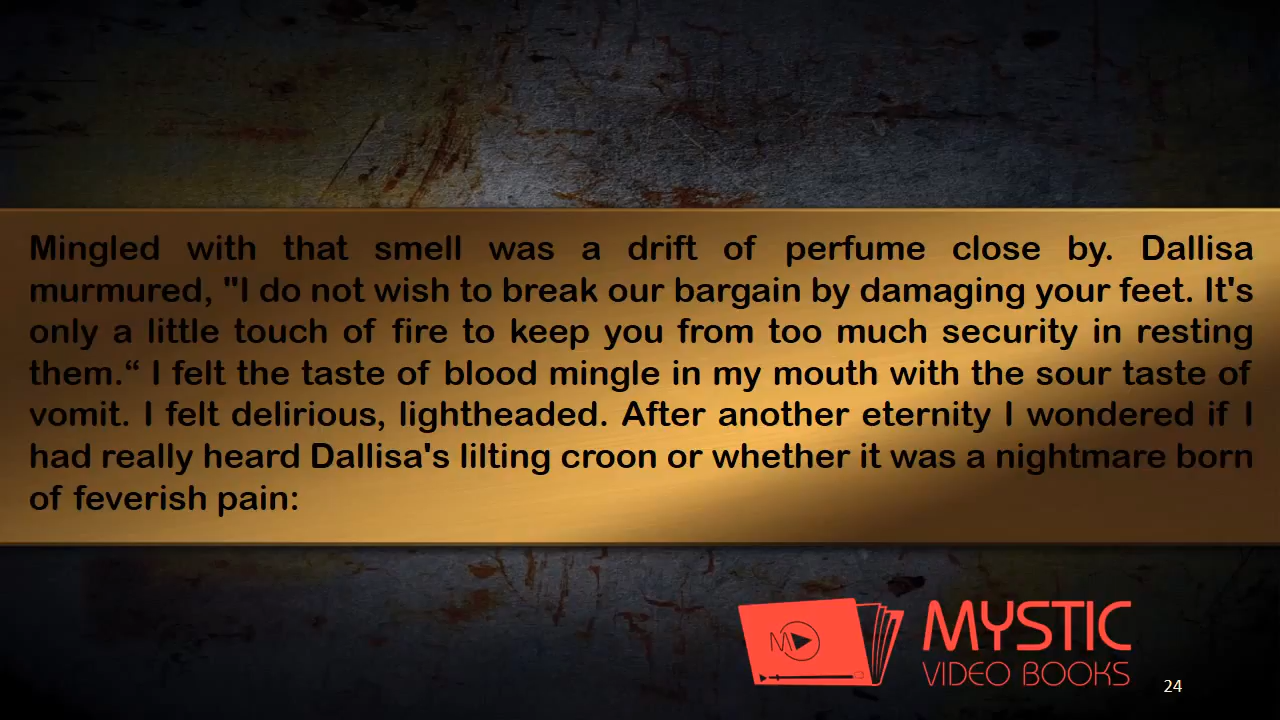 Mingled with that smell was a drift of perfume close by. Dallisa
murmured, "I do not wish to break our bargain by damaging your feet. It's
only a little touch of fire to keep you from too much security in resting
them.“ I felt the taste of blood mingle in my mouth with the sour taste of
vomit. I felt delirious, lightheaded. After another eternity I wondered if I
had really heard Dallisa's lilting croon or whether it was a nightmare born
of feverish pain:
MYSTIC
VIDEO BOOKS
24